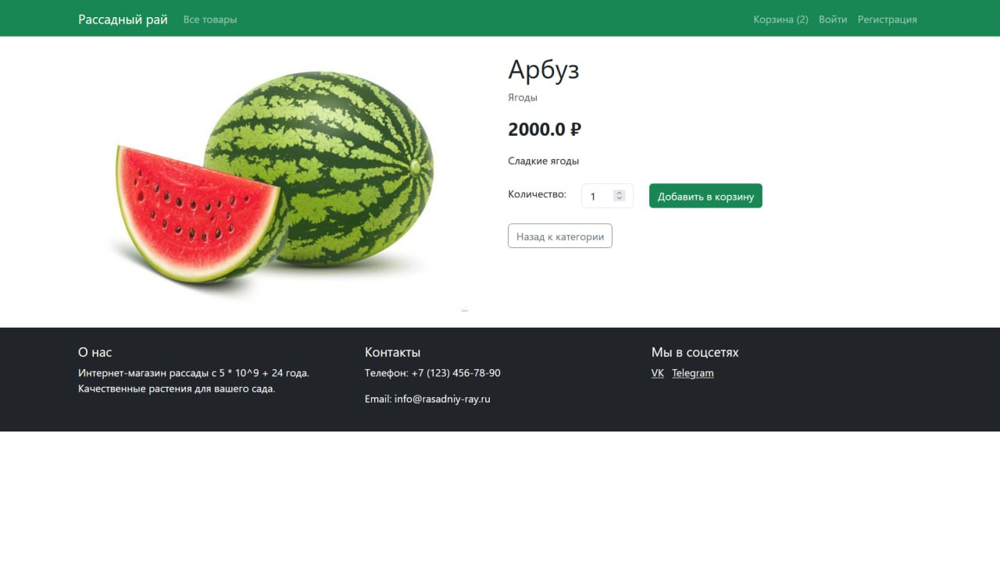 Рассадный рай Все товары Корзина (2) Войти Регистрация
Арбуз
Ягоды
2000.0 ₽
Сладкие ягоды
Количество: 1 Добавить в корзину
Назад к категории
О нас
Интернет-магазин рассады с 5 * 10^9 + 24 года.
Качественные растения для вашего сада.
Контакты
Телефон: +7 (123) 456-78-90
Email: info@rasadniy-ray.ru
Мы в соцсетях
VK Telegram